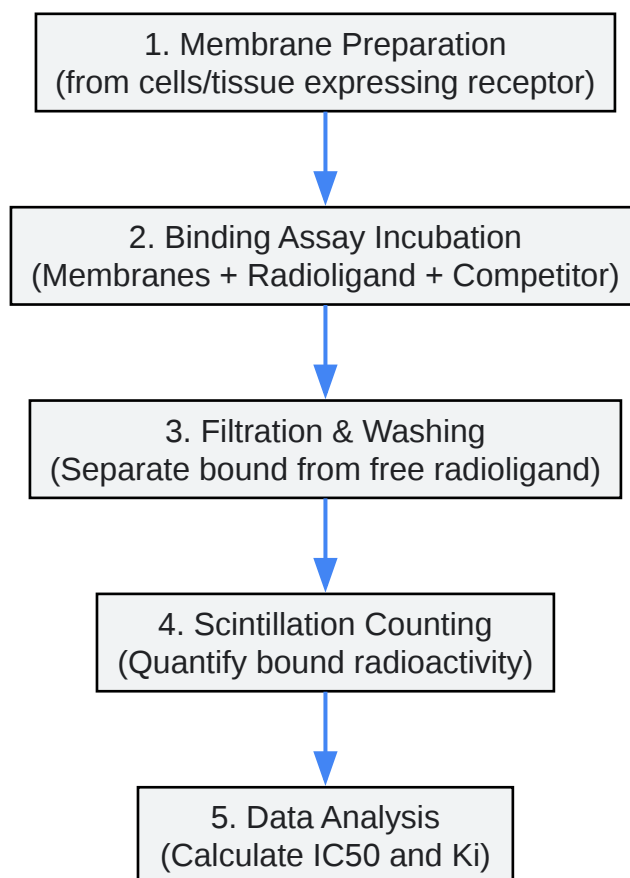 1. Membrane Preparation
(from cells/tissue expressing receptor)
2. Binding Assay Incubation
(Membranes + Radioligand + Competitor)
3. Filtration & Washing
(Separate bound from free radioligand)
4. Scintillation Counting
(Quantify bound radioactivity)
5. Data Analysis
(Calculate IC50 and Ki)